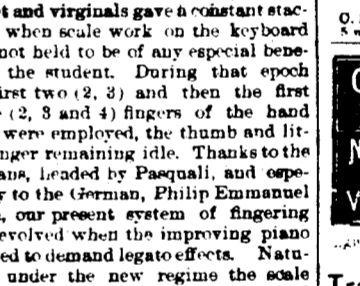 t and virginals gave a constant stac-
when scale work on the keyboard
not held to be of any especial bene-
the student. During that epoch
irst two (2, 3) and then the first
(2, 3 and 4) fingers of the hand
were employed, the thumb and lit-
nger remaining idle. Thanks to the
ans, headed by Pasquali, and espe-
y to the German, Philip Emmanuel
, our present system of fingering
evolved when the improving piano
ed to demand legato effects. Natu-
under the new regime the scale